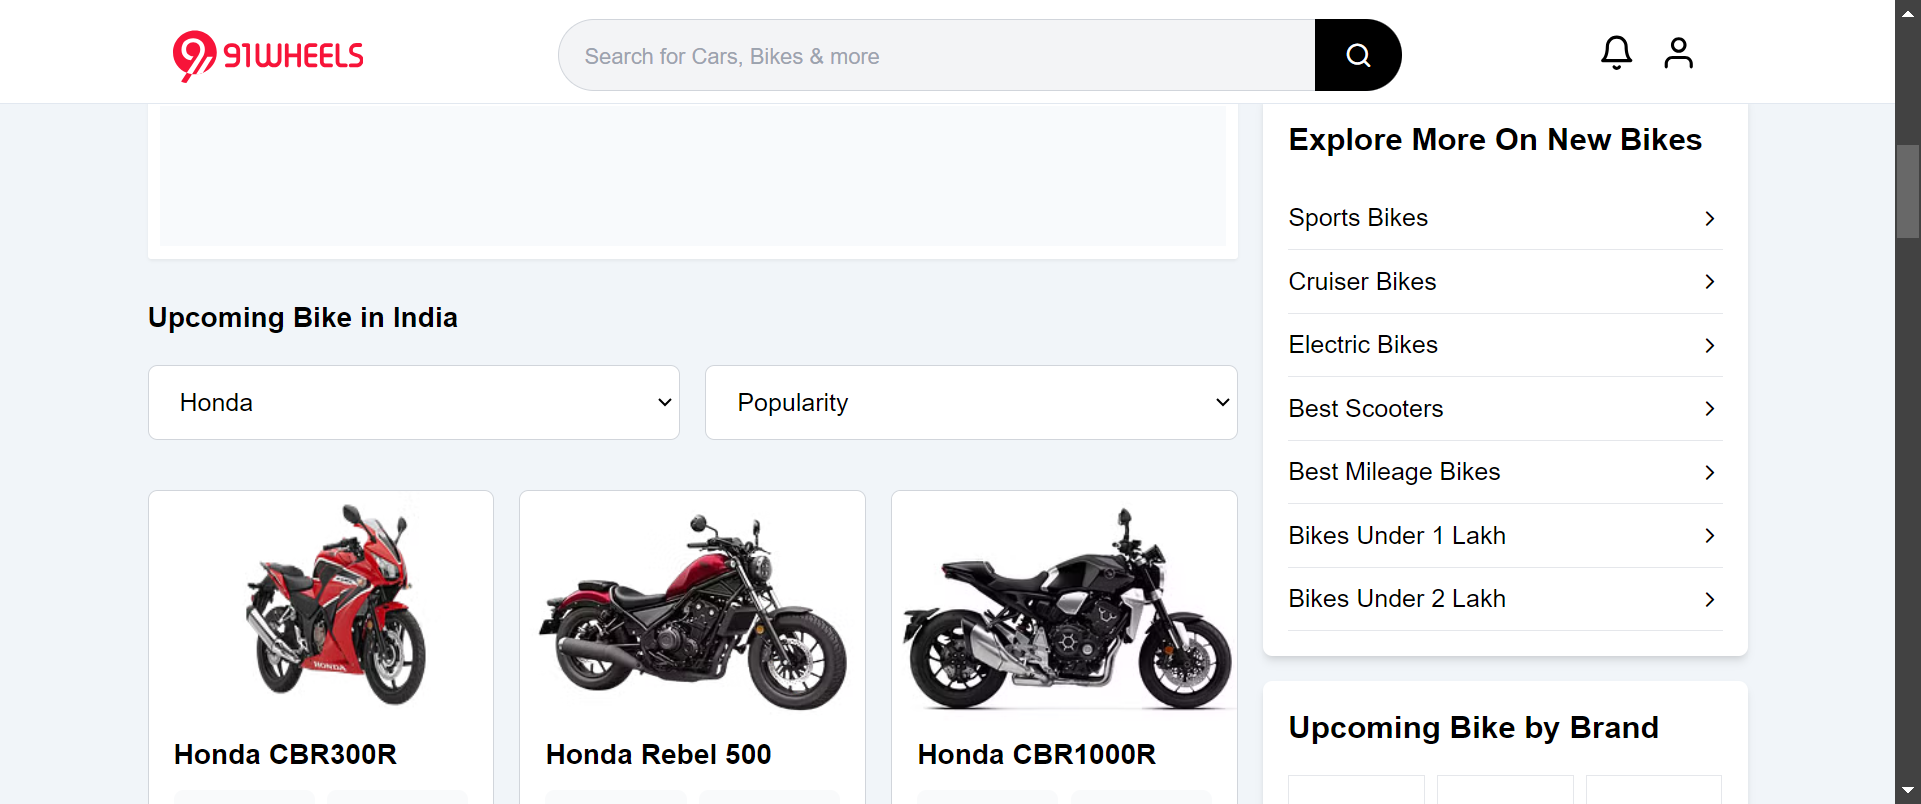 91WHEELS
Search for Cars, Bikes & more
Upcoming Bike in India
Honda
Popularity
HONDA
Honda CBR300R
Honda Rebel 500
Honda CBR1000R
Explore More On New Bikes
Sports Bikes
Cruiser Bikes
Electric Bikes
Best Scooters
Best Mileage Bikes
Bikes Under 1 Lakh
Bikes Under 2 Lakh
Upcoming Bike by Brand